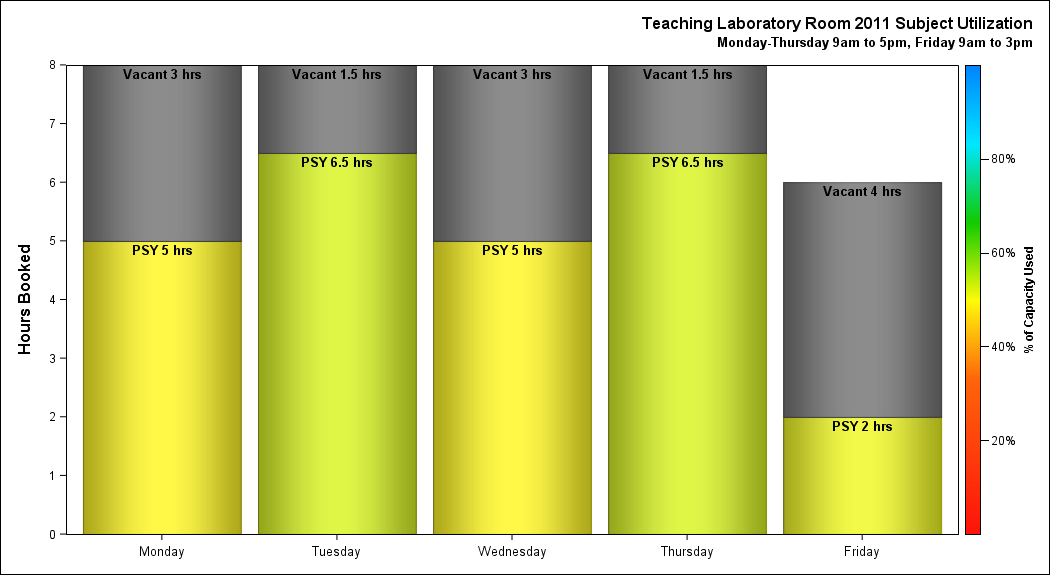 Teaching Laboratory Room 2011 Subject Utilization
Monday-Thursday 9am to 5pm, Friday 9am to 3pm
Hours Booked
8
7
6
5
4
3
2
1
0
Vacant 3 hrs
PSY 5 hrs
Vacant 1.5 hrs
PSY 6.5 hrs
Vacant 3 hrs
PSY 5 hrs
Vacant 1.5 hrs
PSY 6.5 hrs
Vacant 4 hrs
PSY 2 hrs
Monday
Tuesday
Wednesday
Thursday
Friday
80%
60%
40%
20%
% of Capacity Used